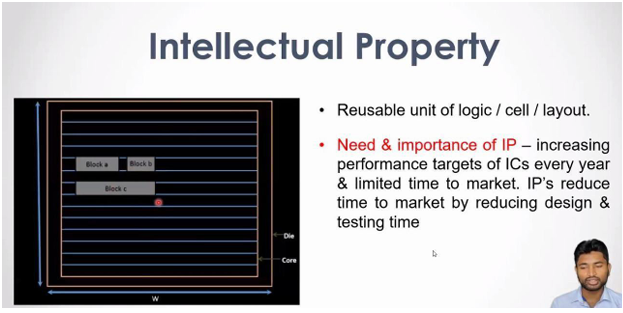 Intellectual Property
Block a
Block b
Block c
Die
Core
W
• Reusable unit of logic / cell / layout.
• Need & importance of IP – increasing
performance targets of ICs every year
& limited time to market. IP's reduce
time to market by reducing design &
testing time